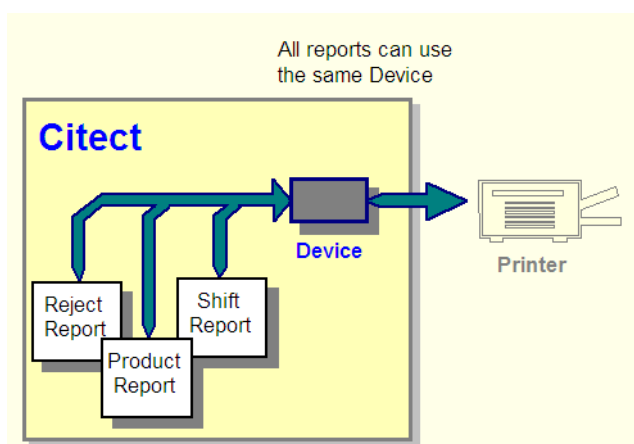 All reports can use
the same Device
Citect
Device
Printer
Reject
Report
Shift
Report
Product
Report